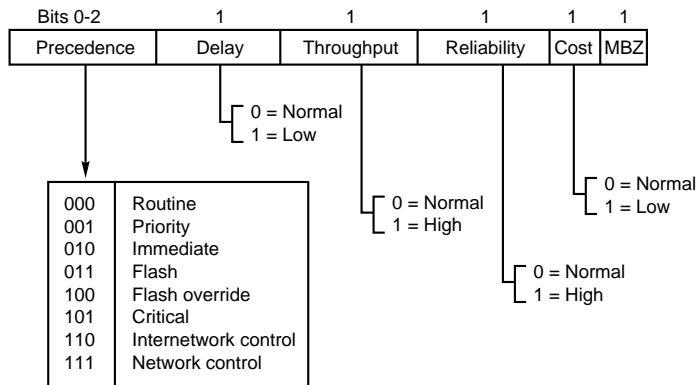 Bits 0-2 1 1 1 1 1
Precedence Delay Throughput Reliability Cost MBZ
0 = Normal
1 = Low
0 = Normal
1 = High
0 = Normal
1 = High
0 = Normal
1 = Low
000 Routine
001 Priority
010 Immediate
011 Flash
100 Flash override
101 Critical
110 Internetwork control
111 Network control